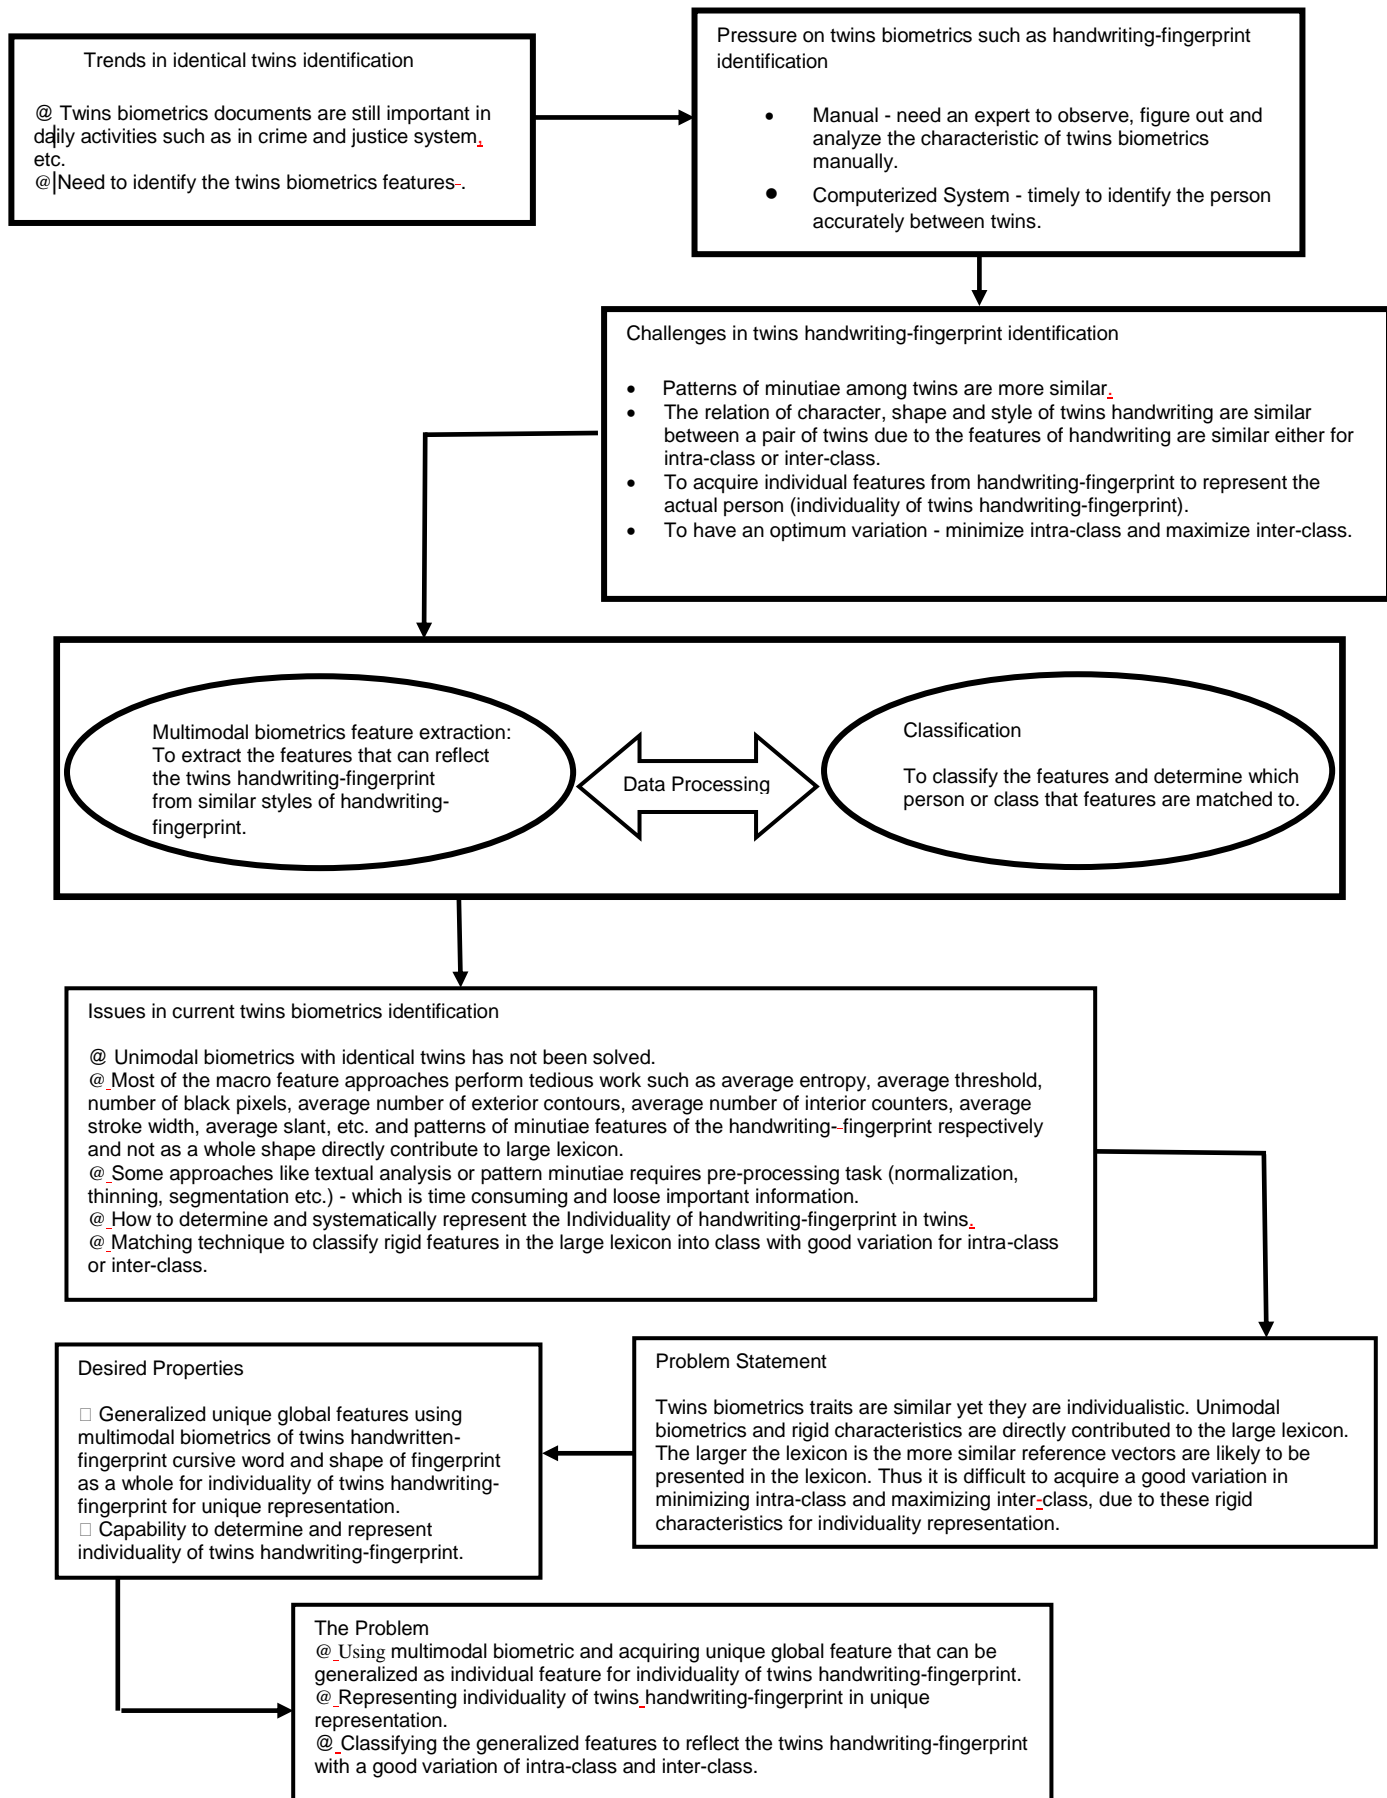 Trends in identical twins identification
@ Twins biometrics documents are still important in
daily activities such as in crime and justice system,
etc.
@ Need to identify the twins biometrics features-.
Pressure on twins biometrics such as handwriting-fingerprint
identification
• Manual - need an expert to observe, figure out and
analyze the characteristic of twins biometrics
manually.
• Computerized System - timely to identify the person
accurately between twins.
Challenges in twins handwriting-fingerprint identification
• Patterns of minutiae among twins are more similar.
• The relation of character, shape and style of twins handwriting are similar
between a pair of twins due to the features of handwriting are similar either for
intra-class or inter-class.
• To acquire individual features from handwriting-fingerprint to represent the
actual person (individuality of twins handwriting-fingerprint).
• To have an optimum variation - minimize intra-class and maximize inter-class.
Multimodal biometrics feature extraction:
To extract the features that can reflect
the twins handwriting-fingerprint
from similar styles of handwriting-
fingerprint.
Data Processing
Classification
To classify the features and determine which
person or class that features are matched to.
Issues in current twins biometrics identification
@ Unimodal biometrics with identical twins has not been solved.
@ Most of the macro feature approaches perform tedious work such as average entropy, average threshold,
number of black pixels, average number of exterior contours, average number of interior counters, average
stroke width, average slant, etc. and patterns of minutiae features of the handwriting--fingerprint respectively
and not as a whole shape directly contribute to large lexicon.
@ Some approaches like textual analysis or pattern minutiae requires pre-processing task (normalization,
thinning, segmentation etc.) - which is time consuming and loose important information.
@ How to determine and systematically represent the Individuality of handwriting-fingerprint in twins.
@ Matching technique to classify rigid features in the large lexicon into class with good variation for intra-class
or inter-class.
Desired Properties
□ Generalized unique global features using
multimodal biometrics of twins handwritten-
fingerprint cursive word and shape of fingerprint
as a whole for individuality of twins handwriting-
fingerprint for unique representation.
□ Capability to determine and represent
individuality of twins handwriting-fingerprint.
Problem Statement
Twins biometrics traits are similar yet they are individualistic. Unimodal
biometrics and rigid characteristics are directly contributed to the large lexicon.
The larger the lexicon is the more similar reference vectors are likely to be
presented in the lexicon. Thus it is difficult to acquire a good variation in
minimizing intra-class and maximizing inter-class, due to these rigid
characteristics for individuality representation.
The Problem
@ Using multimodal biometric and acquiring unique global feature that can be
generalized as individual feature for individuality of twins handwriting-fingerprint.
@ Representing individuality of twins handwriting-fingerprint in unique
representation.
@ Classifying the generalized features to reflect the twins handwriting-fingerprint
with a good variation of intra-class and inter-class.